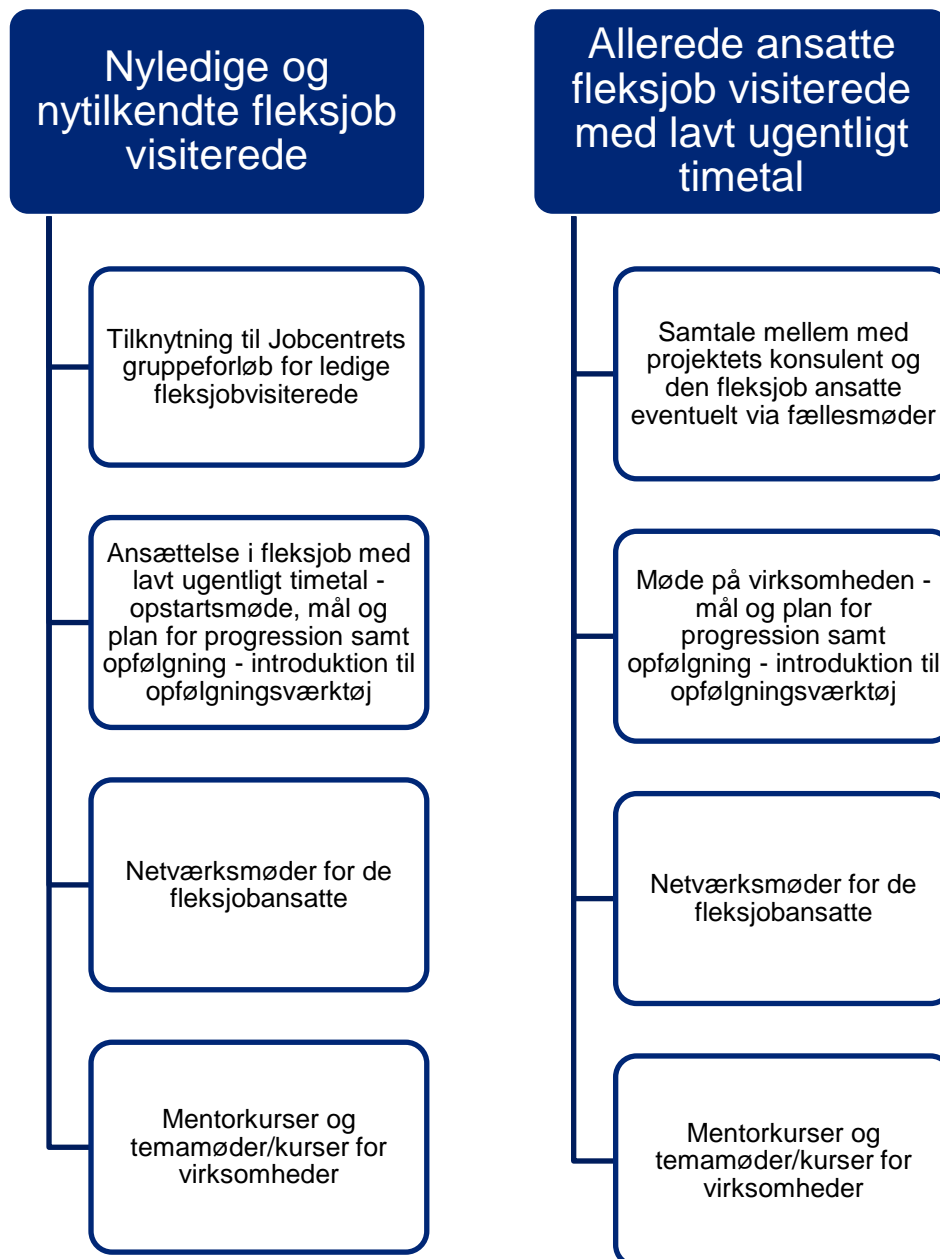 Nyledige og
nytilkendte fleksjob
visiterede
Tilknytning til Jobcentrets
gruppeforløb for ledige
fleksjobvisiterede
Ansættelse i fleksjob med
lavt ugentligt timetal -
opstartsmøde, mål og
plan for progression samt
opfølgning - introduktion til
opfølgningsværktøj
Netværksmøder for de
fleksjobansatte
Mentorkurser og
temamøder/kurser for
virksomheder
Allerede ansatte
fleksjob visiterede
med lavt ugentligt
timetal
Samtale mellem med
projektets konsulent og
den fleksjob ansatte
eventuelt via fællesmøder
Møde på virksomheden -
mål og plan for
progression samt
opfølgning - introduktion til
opfølgningsværktøj
Netværksmøder for de
fleksjobansatte
Mentorkurser og
temamøder/kurser for
virksomheder